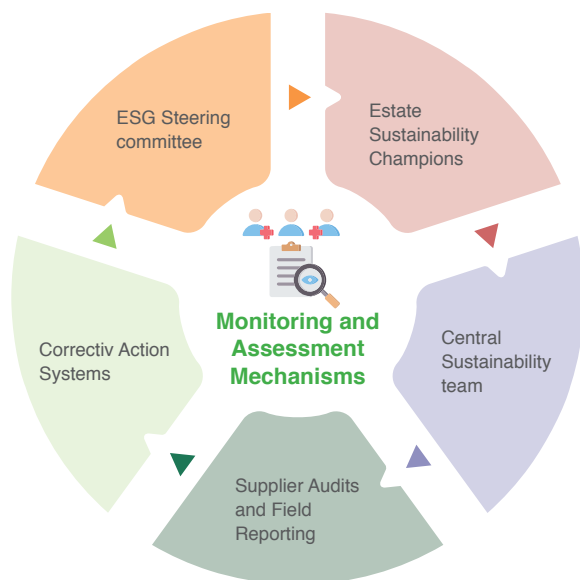 ESG Steering
committee
Estate
Sustainability
Champions
Central
Sustainability
team
Supplier Audits
and Field
Reporting
Correctiv Action
Systems
Monitoring and
Assessment
Mechanisms